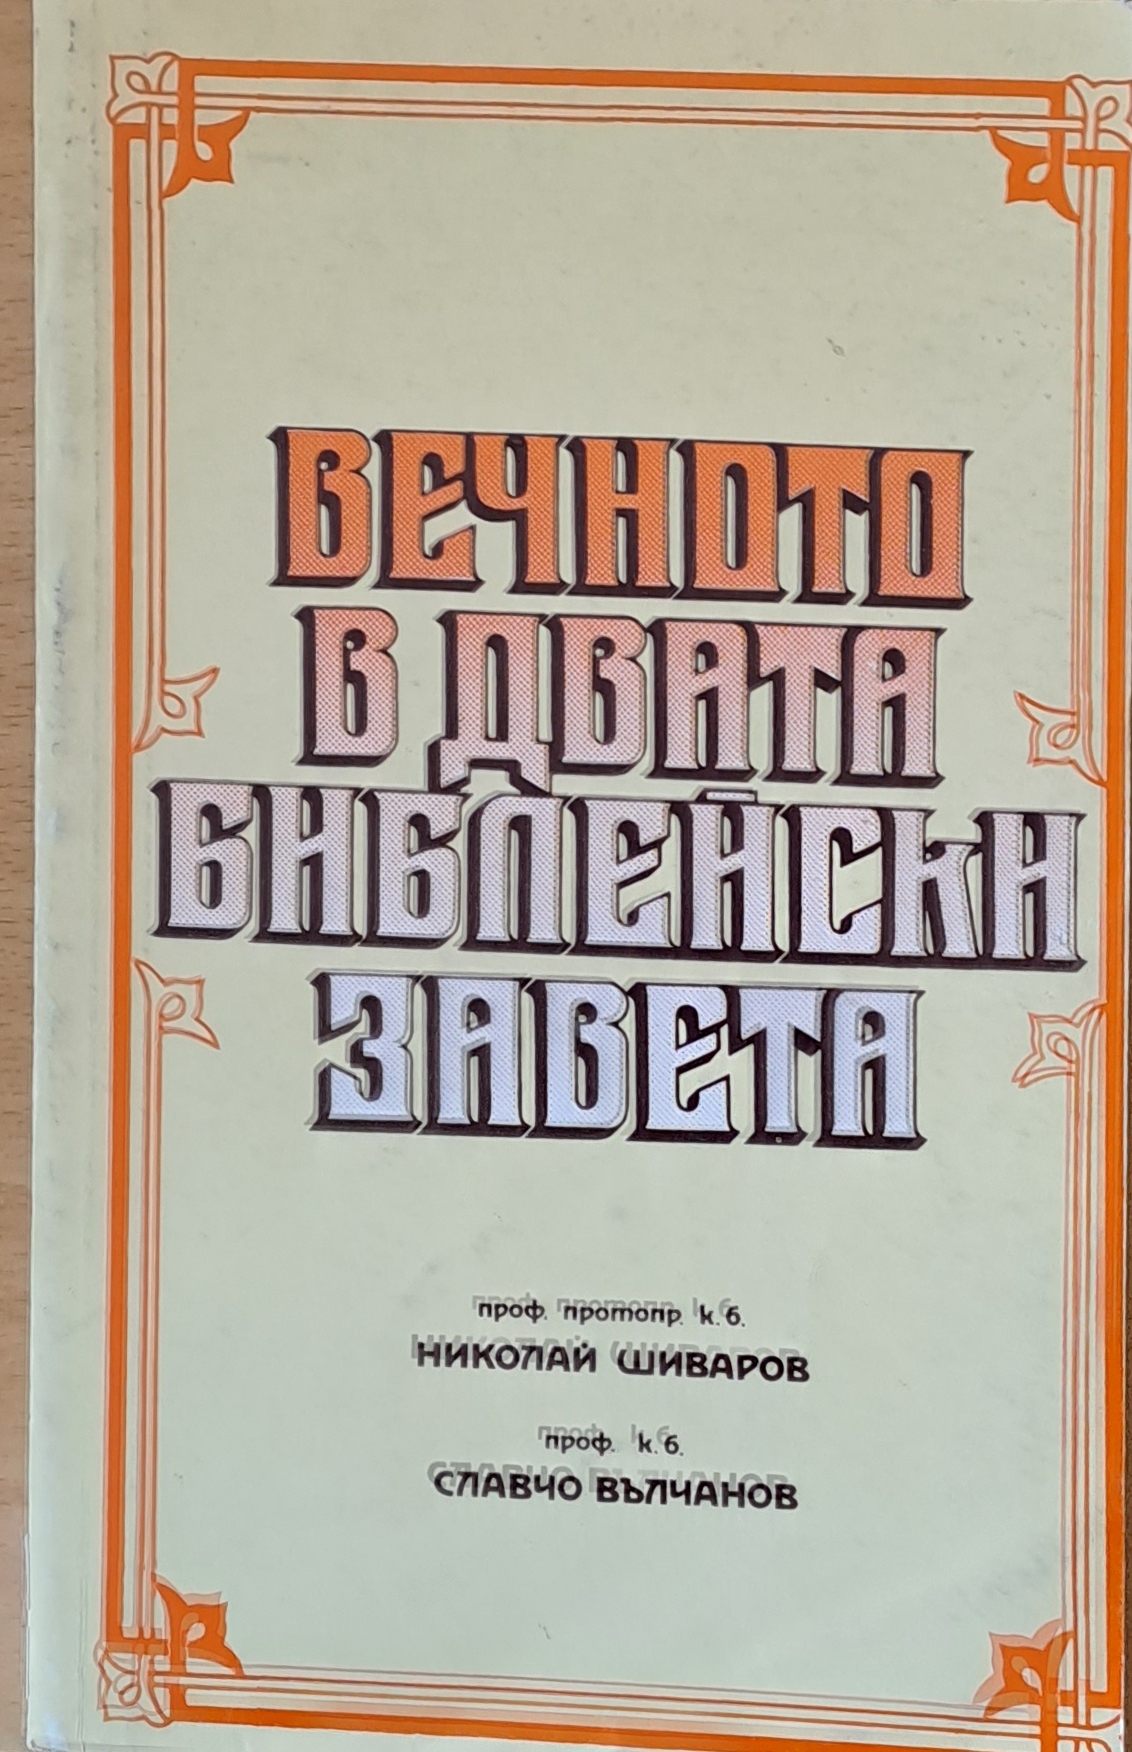 ВЕЧНОТО
В ДВАТА
БИБЛЕЙСКИ
ЗАВЕТА
проф. протопр. к. б.
НИКОЛАЙ ШИВАРОВ
проф. к. б.
СЛАВЧО ВЪЛЧАНОВ